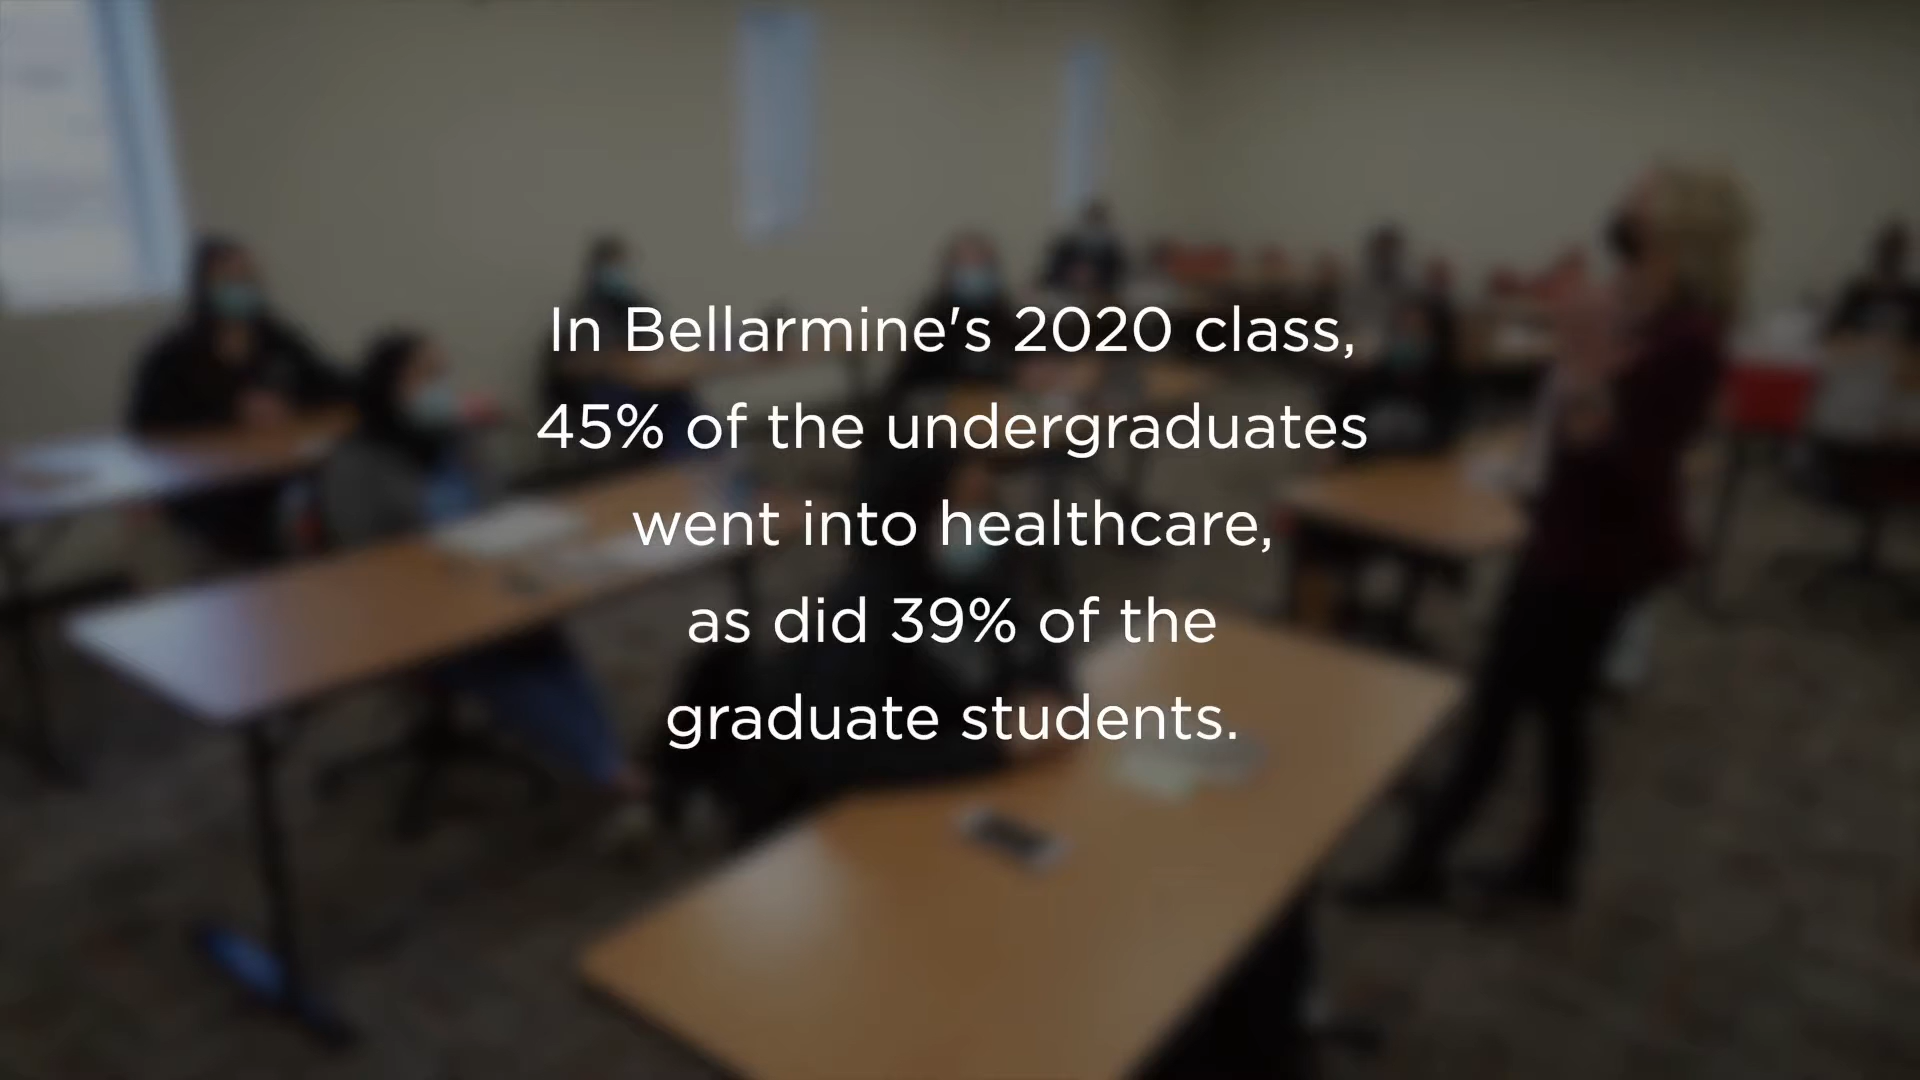 In Bellarmine's 2020 class,
45% of the undergraduates
went into healthcare,
as did 39% of the
graduate students.